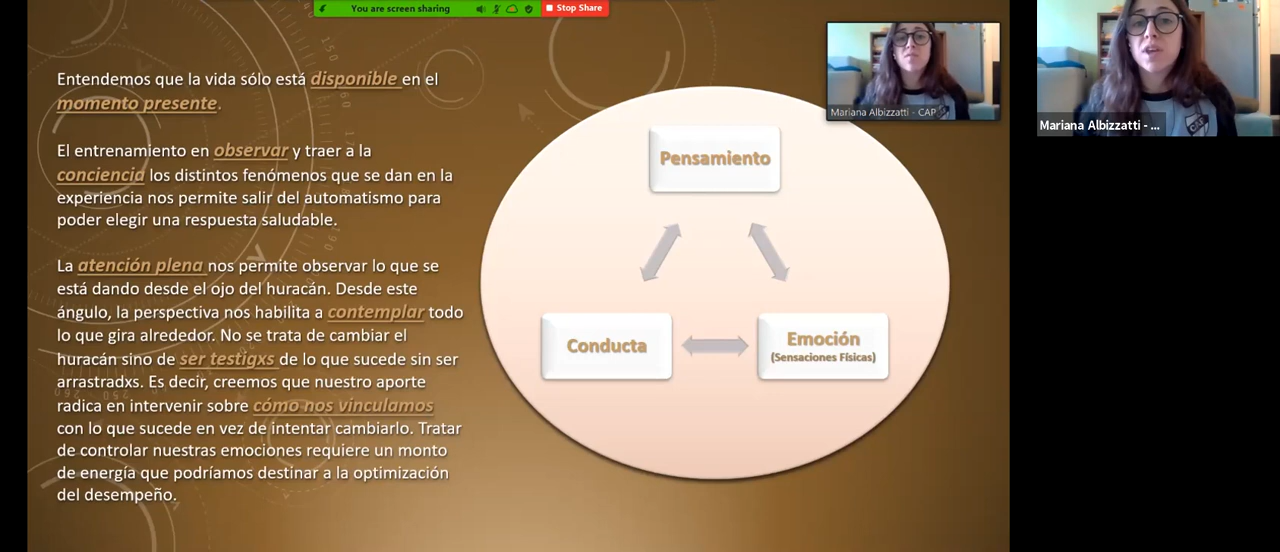 You are screen sharing
Stop Share
Entendemos que la vida sólo está disponible en el
momento presente.
El entrenamiento en observar y traer a la
conciencia los distintos fenómenos que se dan en la
experiencia nos permite salir del automatismo para
poder elegir una respuesta saludable.
La atención plena nos permite observar lo que se
está dando desde el ojo del huracán. Desde este
ángulo, la perspectiva nos habilita a contemplar todo
lo que gira alrededor. No se trata de cambiar el
huracán sino de ser testigxs de lo que sucede sin ser
arrastradxs. Es decir, creemos que nuestro aporte
radica en intervenir sobre cómo nos vinculamos
con lo que sucede en vez de intentar cambiarlo. Tratar
de controlar nuestras emociones requiere un monto
de energía que podríamos destinar a la optimización
del desempeño.
Pensamiento
Conducta
Emoción
(Sensaciones Físicas)
Mariana Albizzatti - CAP
Mariana Albizzatti - ...
CAP
150
160
190
250